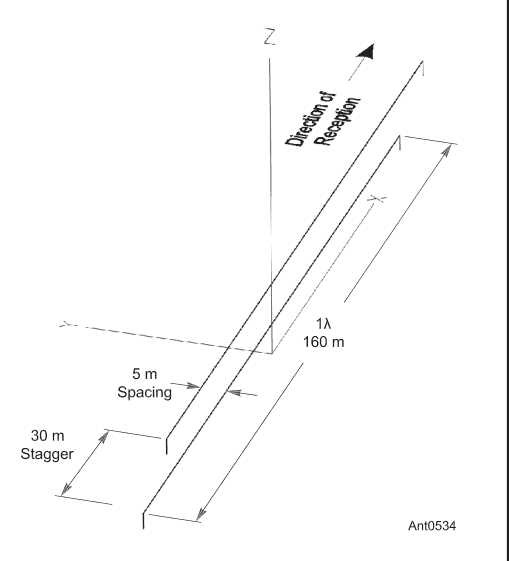 Z
Direction of
Reception
X
Y
1λ
160 m
5 m
Spacing
30 m
Stagger
Ant0534